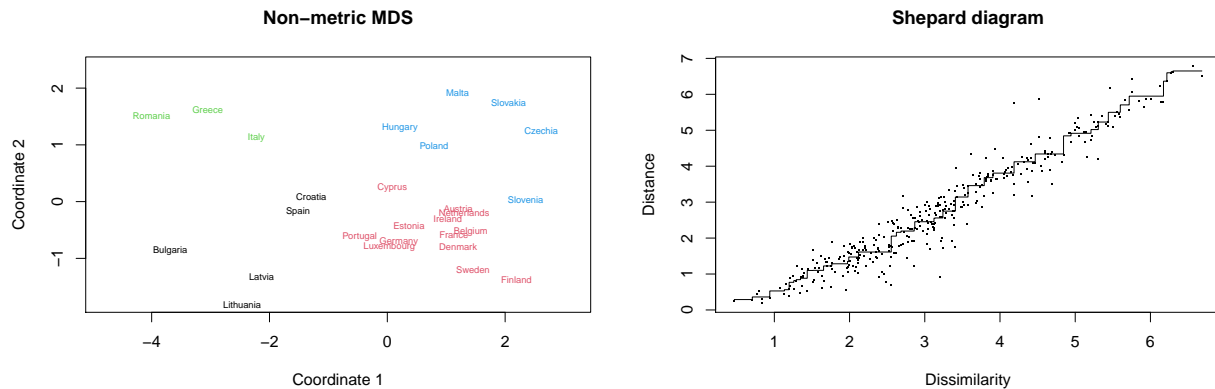 Non−metric MDS
Coordinate 2
2
1
0
−1
Malta
Slovakia
Romania
Greece
Hungary
Czechia
Italy
Poland
Cyprus
Croatia
Slovenia
Spain
Austria
Netherlands
Ireland
Estonia
Belgium
Portugal
France
Germany
Luxembourg
Denmark
Bulgaria
Latvia
Sweden
Finland
Lithuania
−4
−2
0
2
Coordinate 1
Shepard diagram
Distance
7
6
5
4
3
2
1
0
1
2
3
4
5
6
Dissimilarity